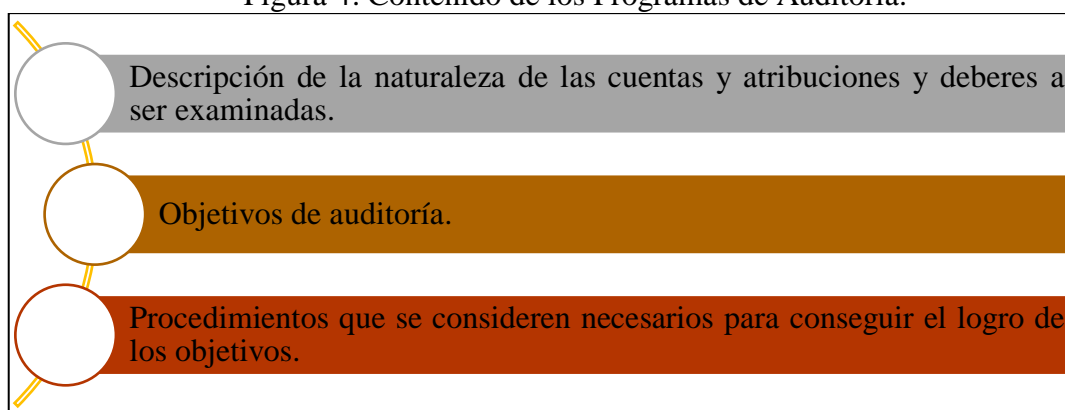 Figura 4. Contenido de los Programas de Auditoría.
Descripción de la naturaleza de las cuentas y atribuciones y deberes a
ser examinadas.
Objetivos de auditoría.
Procedimientos que se consideren necesarios para conseguir el logro de
los objetivos.